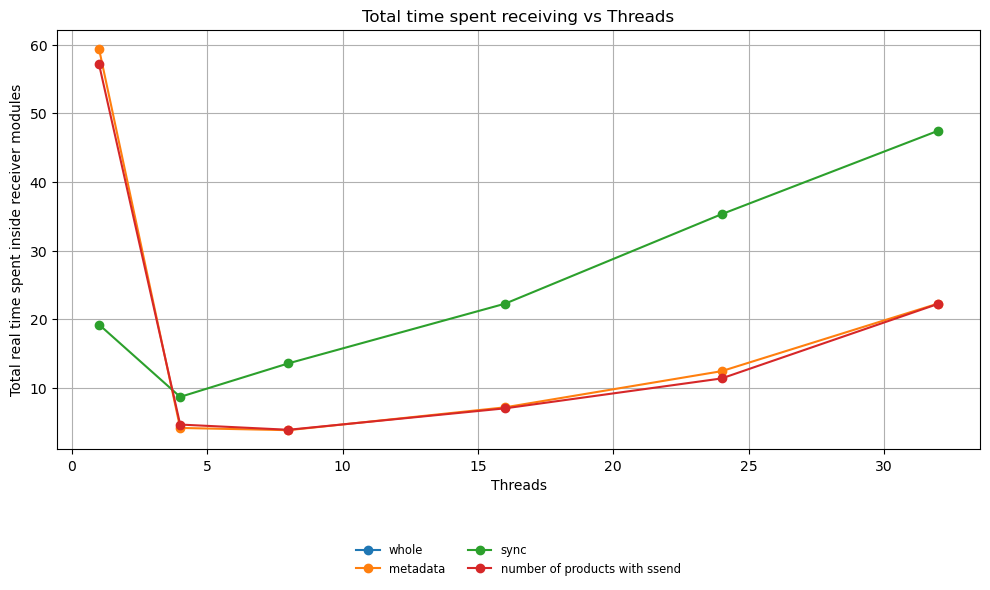 Total time spent receiving vs Threads
Total real time spent inside receiver modules
60
50
40
30
20
10
0 5 10 15 20 25 30
Threads
whole sync
metadata number of products with ssend